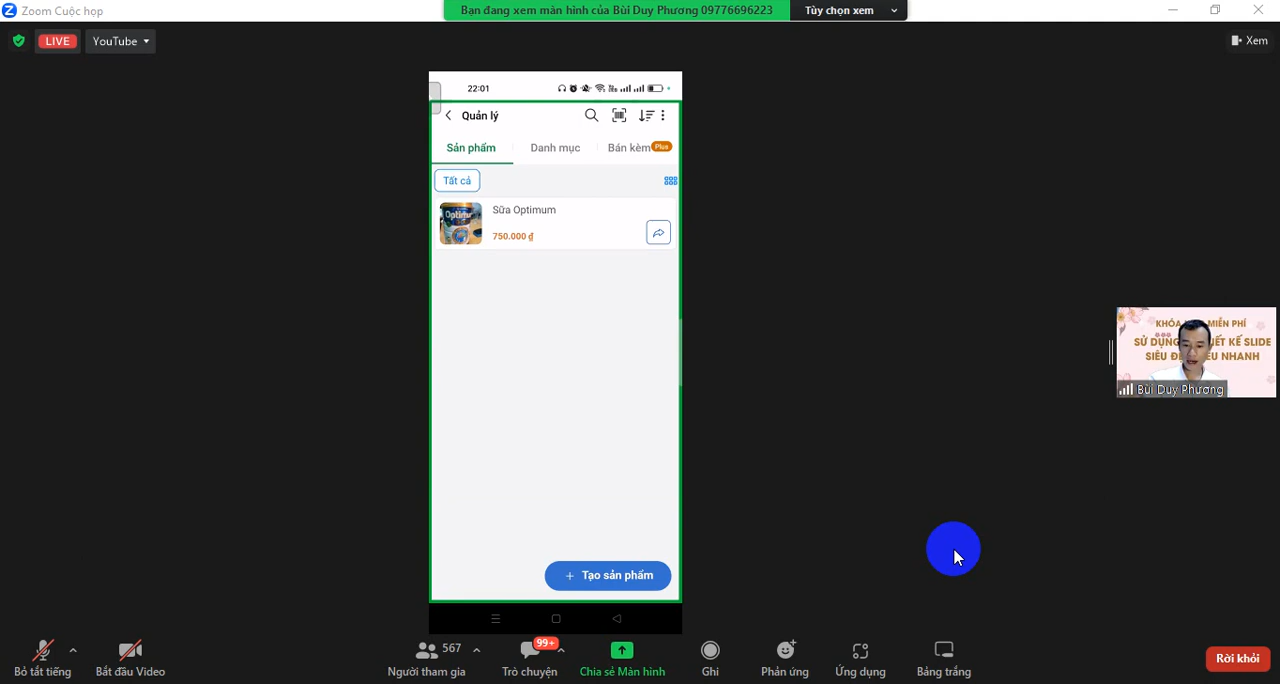 Zoom Cuộc họp
Bạn đang xem màn hình của Bùi Duy Phương 09776696223
Tùy chọn xem
LIVE
YouTube
Xem
22:01
Quản lý
Sản phẩm
Danh mục
Bán kèm
Plus
Tất cả
Sữa Optimum
750.000 ₫
Tạo sản phẩm
KHÓA
MIỄN PHÍ
SỬ DỤNG
KẾ SLIDE
SIÊU
NHANH
Bùi Duy Phương
Bỏ tắt tiếng
Bắt đầu Video
567
Người tham gia
99+
Trò chuyện
Chia sẻ Màn hình
Ghi
Phản ứng
Ứng dụng
Bảng trắng
Rời khỏi